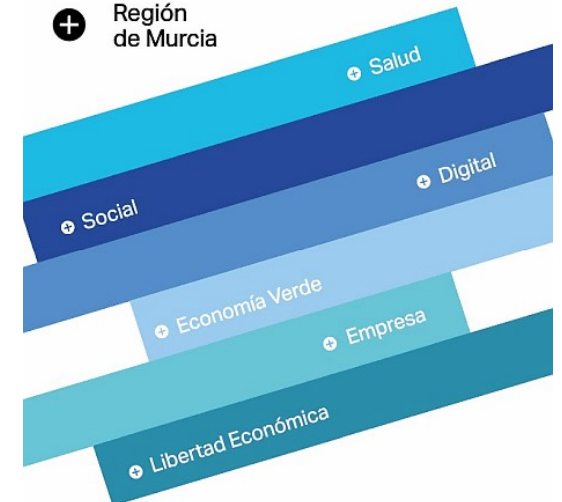 Región
de Murcia
Salud
Social
Digital
Economía Verde
Empresa
Libertad Económica